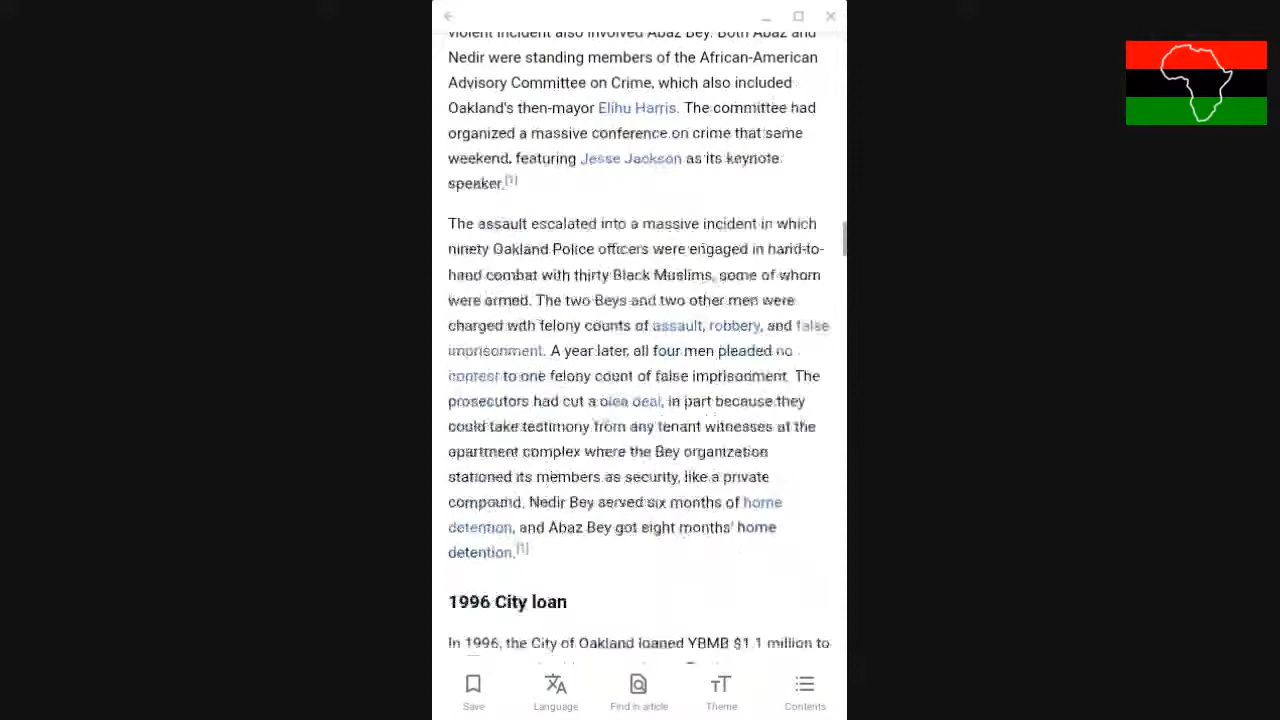 violent incident also involved Abaz Bey. Both Abaz and
Nedir were standing members of the African-American
Advisory Committee on Crime, which also included
Oakland's then-mayor Elihu Harris. The committee had
organized a massive conference on crime that same
weekend, featuring Jesse Jackson as its keynote
speaker.[1]
The assault escalated into a massive incident in which
ninety Oakland Police officers were engaged in hand-to-
hand combat with thirty Black Muslims, some of whom
were armed. The two Beys and two other men were
charged with felony counts of assault, robbery, and false
imprisonment. A year later, all four men pleaded no
contest to one felony count of false imprisonment. The
prosecutors had cut a plea deal, in part because they
could take testimony from any tenant witnesses at the
apartment complex where the Bey organization
stationed its members as security, like a private
compound. Nedir Bey served six months of home
detention, and Abaz Bey got eight months' home
detention.[1]
1996 City loan
In 1996, the City of Oakland loaned YBMB $1.1 million to
Save
Language
Find in article
Theme
Contents